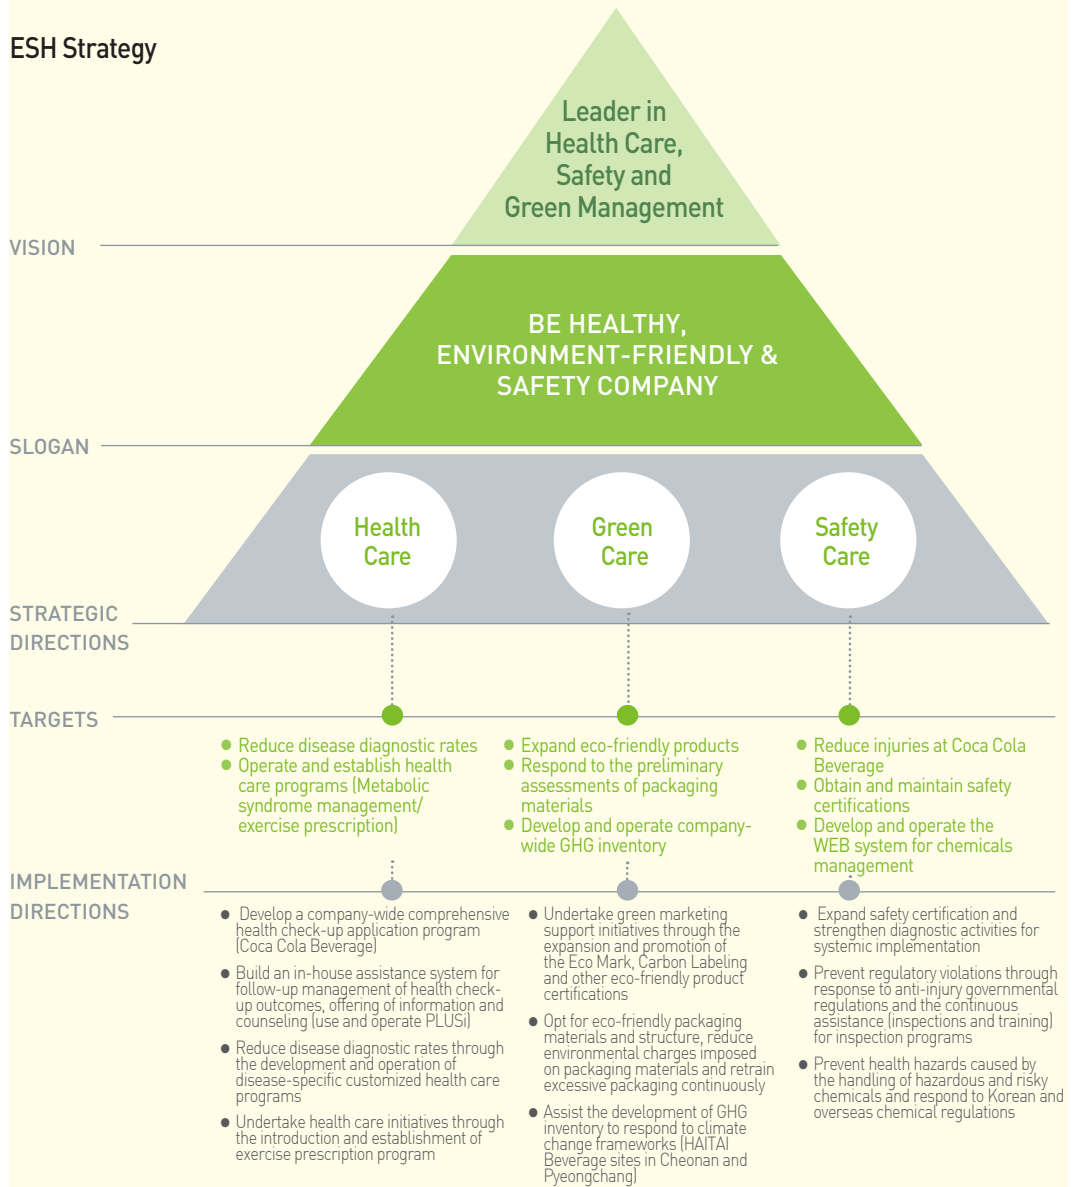 ESH Strategy
Leader in
Health Care,
Safety and
Green Management
VISION
BE HEALTHY,
ENVIRONMENT-FRIENDLY &
SAFETY COMPANY
SLOGAN
Health
Care
Green
Care
Safety
Care
STRATEGIC
DIRECTIONS
TARGETS
● Reduce disease diagnostic rates
● Operate and establish health
care programs (Metabolic
syndrome management/
exercise prescription)
● Expand eco-friendly products
● Respond to the preliminary
assessments of packaging
materials
● Develop and operate company-
wide GHG inventory
● Reduce injuries at Coca Cola
Beverage
● Obtain and maintain safety
certifications
● Develop and operate the
WEB system for chemicals
management
IMPLEMENTATION
DIRECTIONS
● Develop a company-wide comprehensive
health check-up application program
(Coca Cola Beverage)
● Build an in-house assistance system for
follow-up management of health check-
up outcomes, offering of information and
counseling (use and operate PLUSi)
● Reduce disease diagnostic rates through
the development and operation of
disease-specific customized health care
programs
● Undertake health care initiatives through
the introduction and establishment of
exercise prescription program
● Undertake green marketing
support initiatives through the
expansion and promotion of
the Eco Mark, Carbon Labeling
and other eco-friendly product
certifications
● Opt for eco-friendly packaging
materials and structure, reduce
environmental charges imposed
on packaging materials and retrain
excessive packaging continuously
● Assist the development of GHG
inventory to respond to climate
change frameworks (HAITAI
Beverage sites in Cheonan and
Pyeongchang)
● Expand safety certification and
strengthen diagnostic activities for
systemic implementation
● Prevent regulatory violations through
response to anti-injury governmental
regulations and the continuous
assistance (inspections and training)
for inspection programs
● Prevent health hazards caused by
the handling of hazardous and risky
chemicals and respond to Korean and
overseas chemical regulations